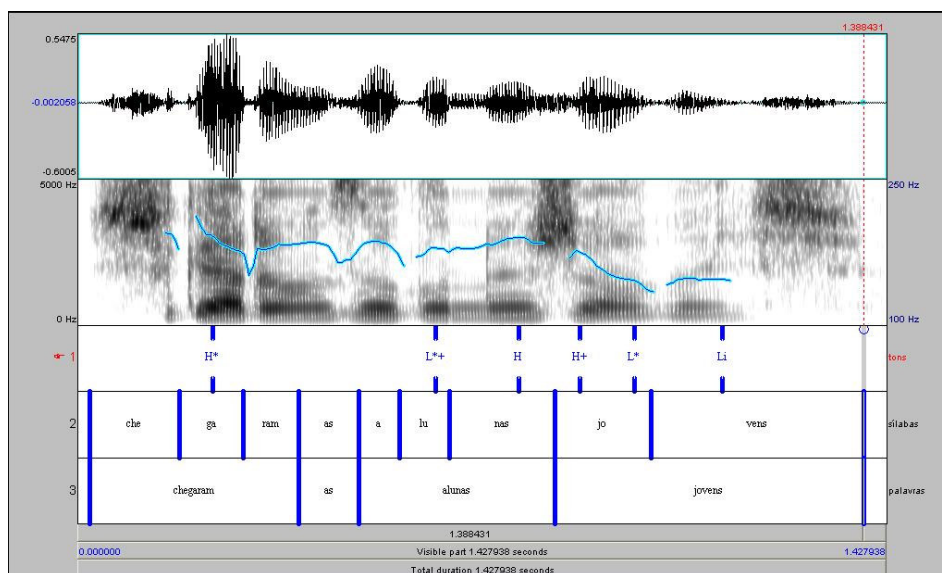 1.388431
0.5475
-0.002058
-0.6005
5000 Hz 250 Hz
0 Hz 100 Hz
1 H* L*+ H H+ L* Li tons
2 che ga ram as a lu nas jo vens sílabas
3 chegaram as alunas jovens palavras
1.388431
0.000000 Visible part 1.427938 seconds 1.427938
Total duration 1.427938 seconds